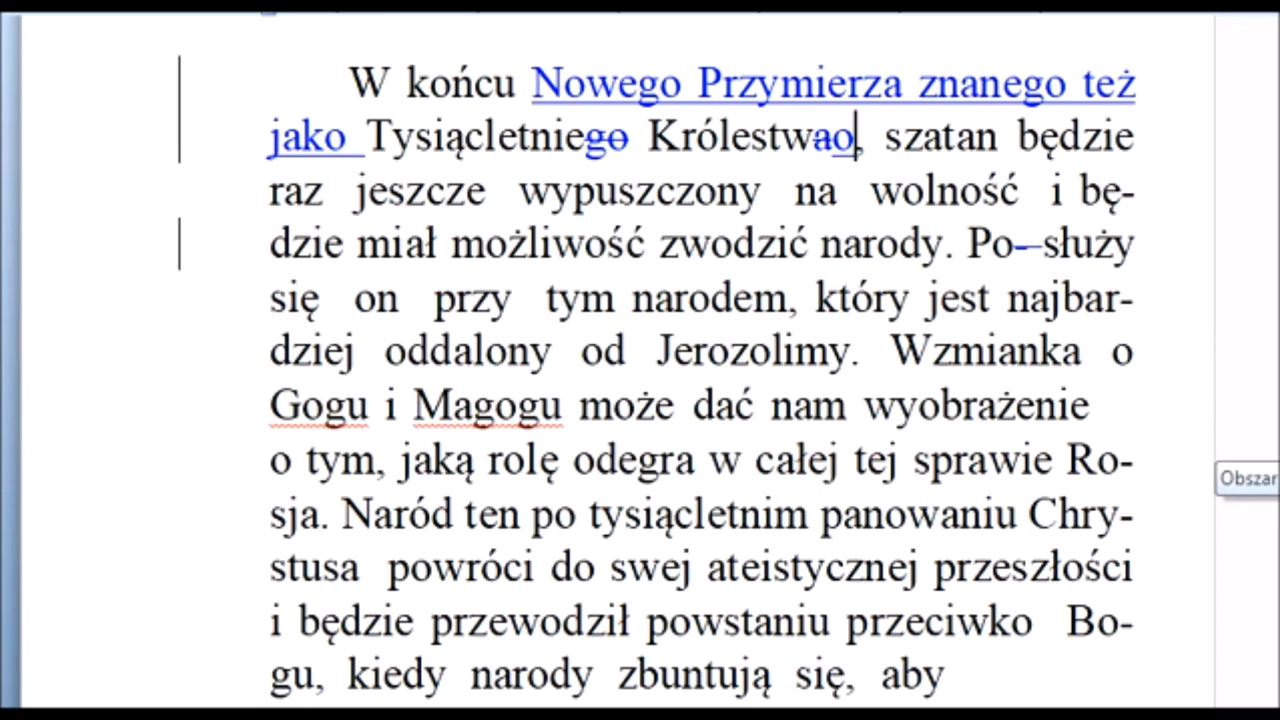 W końcu Nowego Przymierza znanego też
jako Tysiącletniego Królestwao, szatan będzie
raz jeszcze wypuszczony na wolność i bę-
dzie miał możliwość zwodzić narody. Po- służy
się on przy tym narodem, który jest najbar-
dziej oddalony od Jerozolimy. Wzmianka o
Gogu i Magogu może dać nam wyobrażenie
o tym, jaką rolę odegra w całej tej sprawie Ro-
sja. Naród ten po tysiącletnim panowaniu Chry-
stusa powróci do swej ateistycznej przeszłości
i będzie przewodził powstaniu przeciwko Bo-
gu, kiedy narody zbuntują się, aby
Obszar